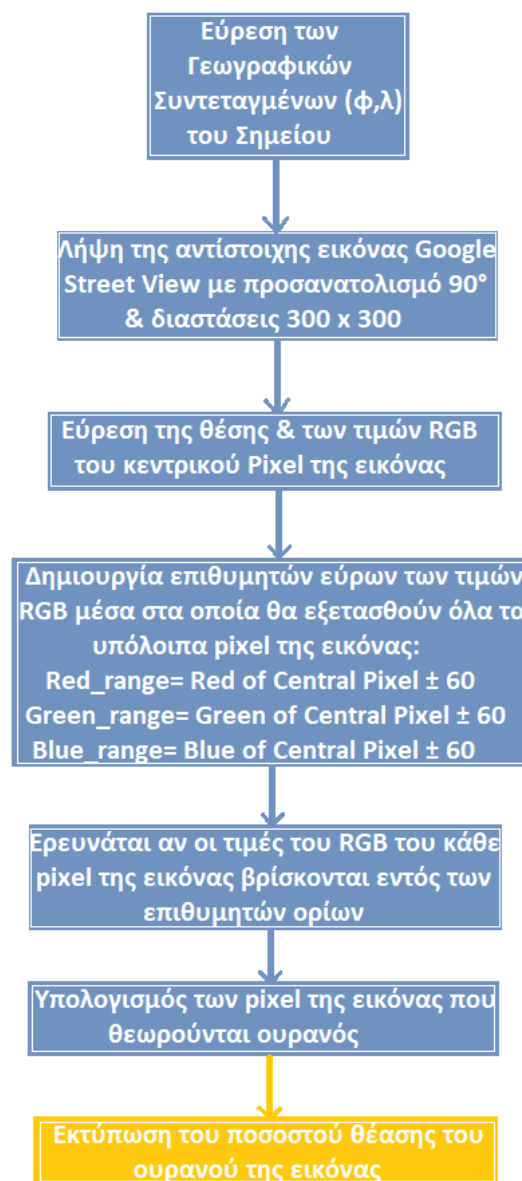 Εύρεση των
Γεωγραφικών
Συντεταγμένων (φ,λ)
του Σημείου
Λήψη της αντίστοιχης εικόνας Google
Street View με προσανατολισμό 90°
& διαστάσεις 300 x 300
Εύρεση της θέσης & των τιμών RGB
του κεντρικού Pixel της εικόνας
Δημιουργία επιθυμητών εύρων των τιμών
RGB μέσα στα οποία θα εξετασθούν όλα τα
υπόλοιπα pixel της εικόνας:
Red_range= Red of Central Pixel ± 60
Green_range= Green of Central Pixel ± 60
Blue_range= Blue of Central Pixel ± 60
Ερευνάται αν οι τιμές του RGB του κάθε
pixel της εικόνας βρίσκονται εντός των
επιθυμητών ορίων
Υπολογισμός των pixel της εικόνας που
θεωρούνται ουρανός
Εκτύπωση του ποσοστού θέασης του
ουρανού της εικόνας